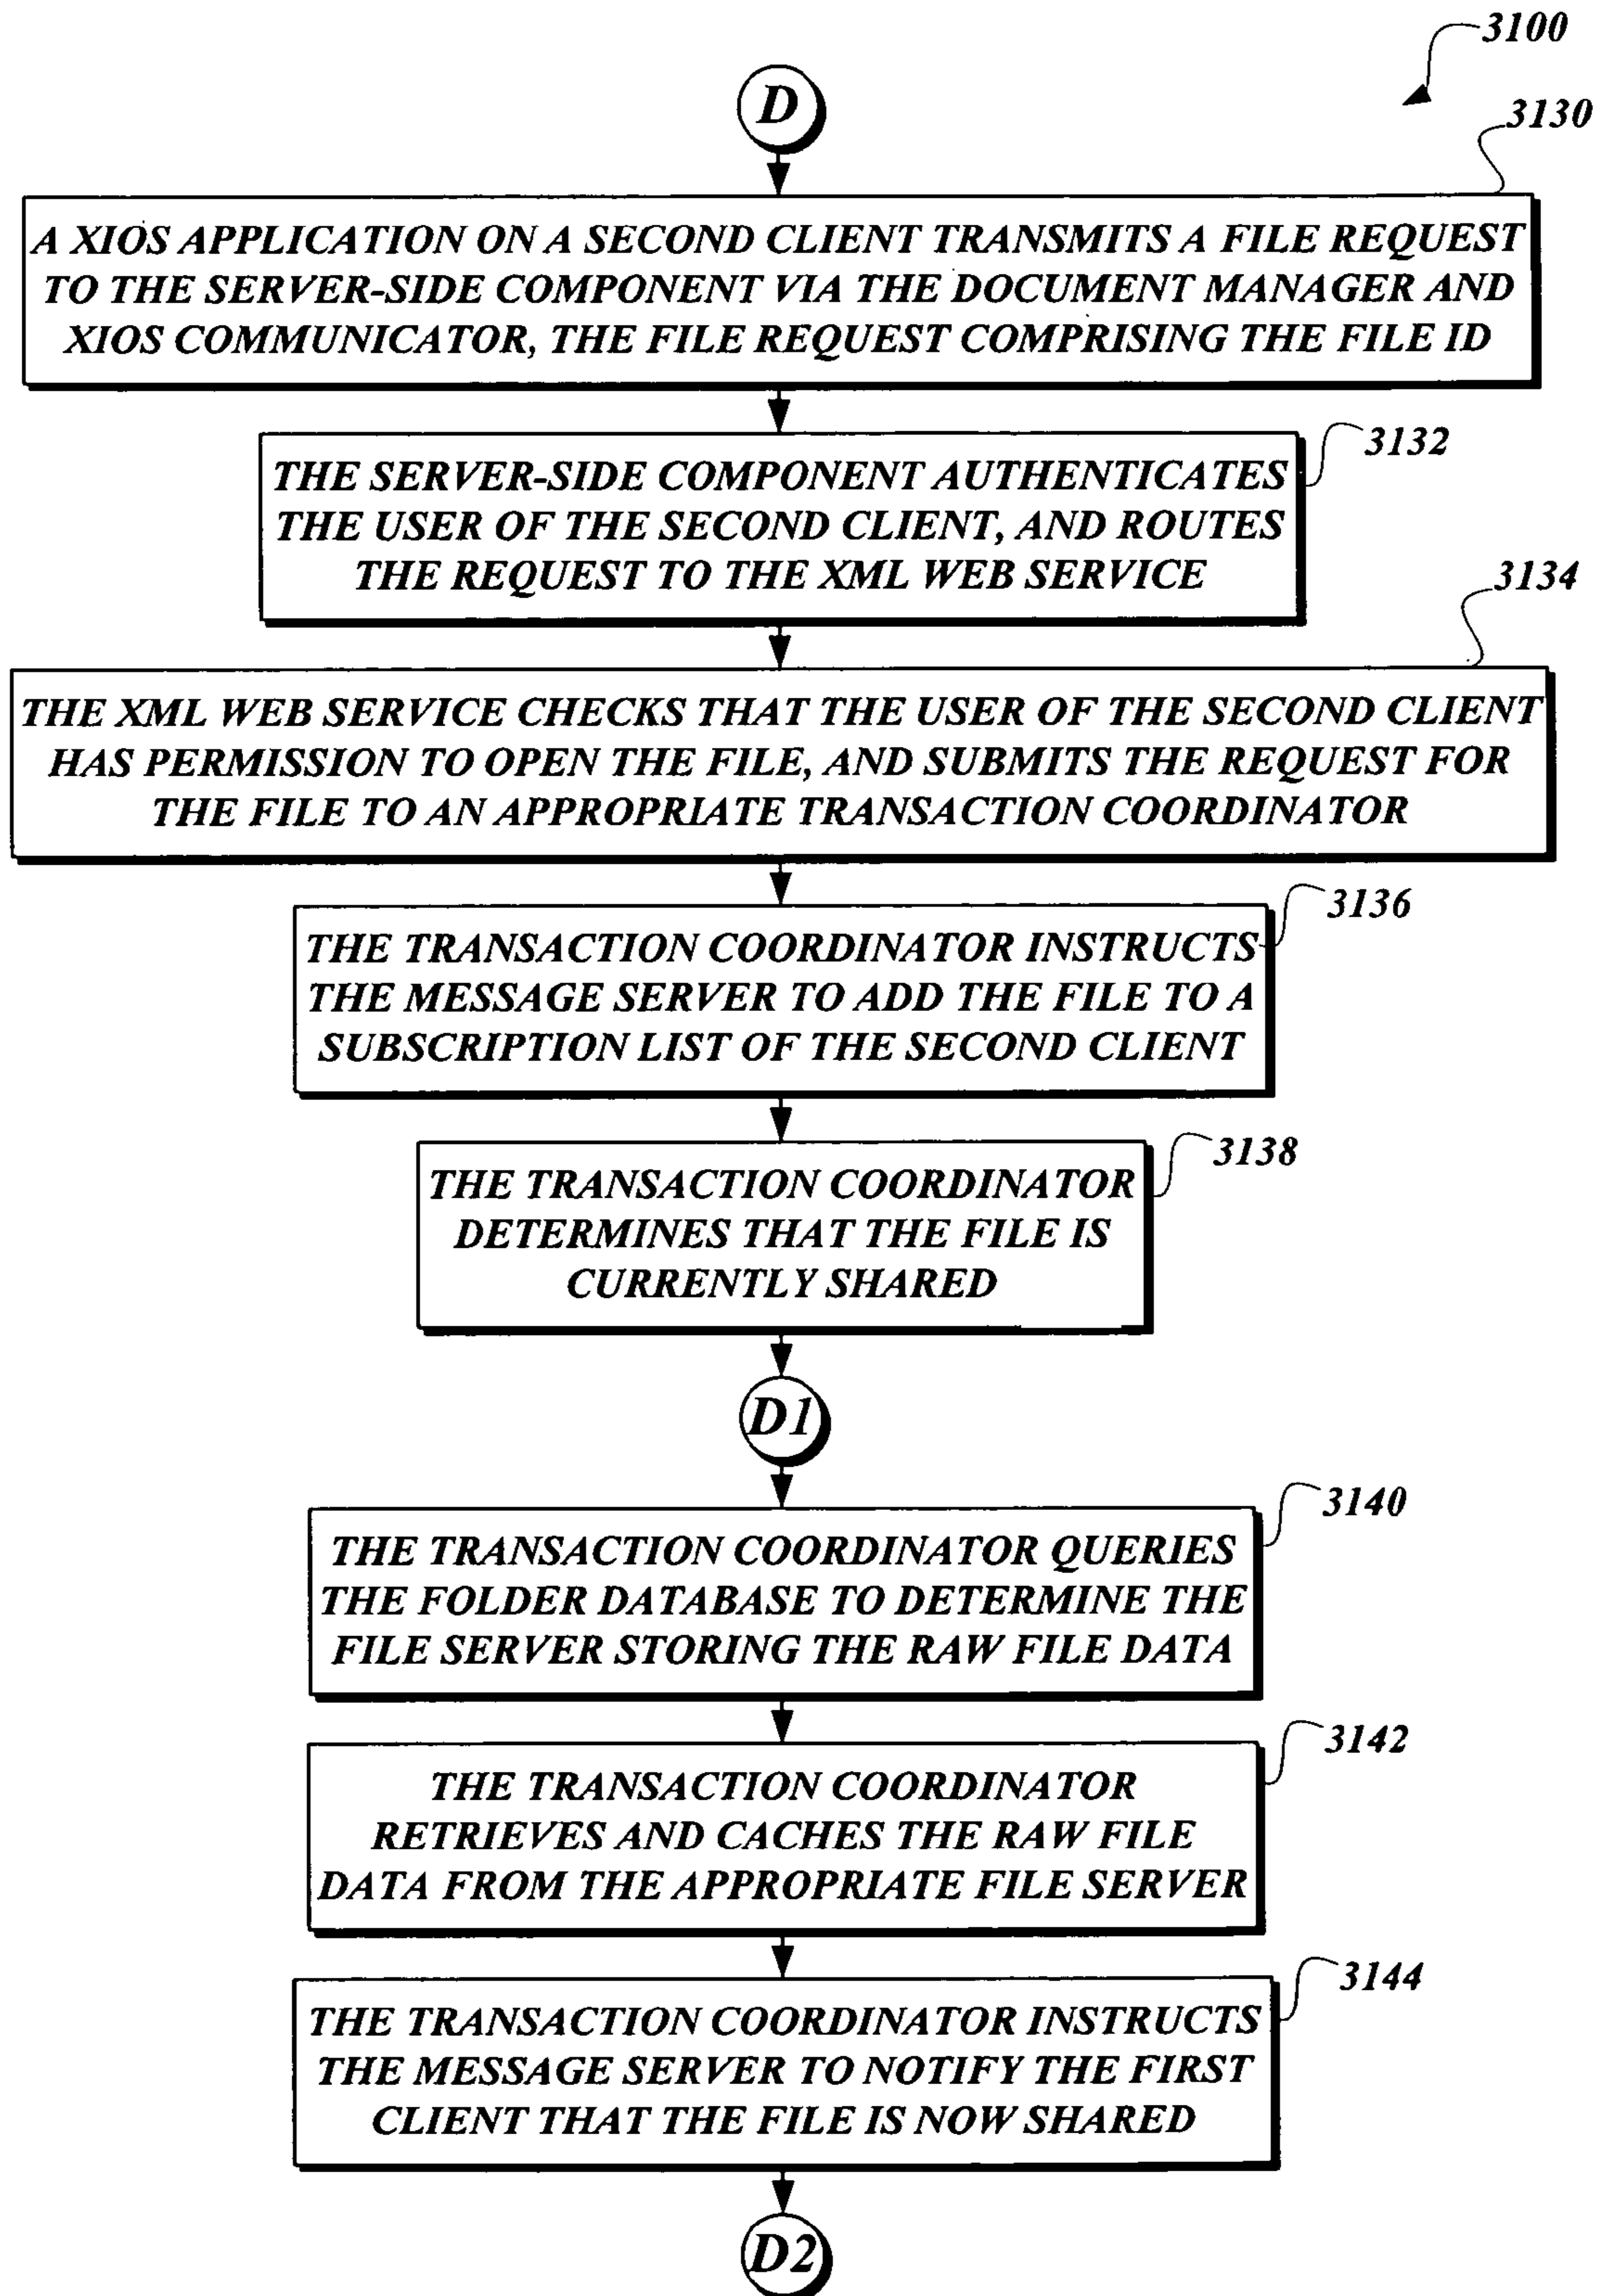 3100
D
3130
A XIOS APPLICATION ON A SECOND CLIENT TRANSMITS A FILE REQUEST
TO THE SERVER-SIDE COMPONENT VIA THE DOCUMENT MANAGER AND
XIOS COMMUNICATOR, THE FILE REQUEST COMPRISING THE FILE ID
3132
THE SERVER-SIDE COMPONENT AUTHENTICATES
THE USER OF THE SECOND CLIENT, AND ROUTES
THE REQUEST TO THE XML WEB SERVICE
3134
THE XML WEB SERVICE CHECKS THAT THE USER OF THE SECOND CLIENT
HAS PERMISSION TO OPEN THE FILE, AND SUBMITS THE REQUEST FOR
THE FILE TO AN APPROPRIATE TRANSACTION COORDINATOR
3136
THE TRANSACTION COORDINATOR INSTRUCTS
THE MESSAGE SERVER TO ADD THE FILE TO A
SUBSCRIPTION LIST OF THE SECOND CLIENT
3138
THE TRANSACTION COORDINATOR
DETERMINES THAT THE FILE IS
CURRENTLY SHARED
D1
3140
THE TRANSACTION COORDINATOR QUERIES
THE FOLDER DATABASE TO DETERMINE THE
FILE SERVER STORING THE RAW FILE DATA
3142
THE TRANSACTION COORDINATOR
RETRIEVES AND CACHES THE RAW FILE
DATA FROM THE APPROPRIATE FILE SERVER
3144
THE TRANSACTION COORDINATOR INSTRUCTS
THE MESSAGE SERVER TO NOTIFY THE FIRST
CLIENT THAT THE FILE IS NOW SHARED
D2